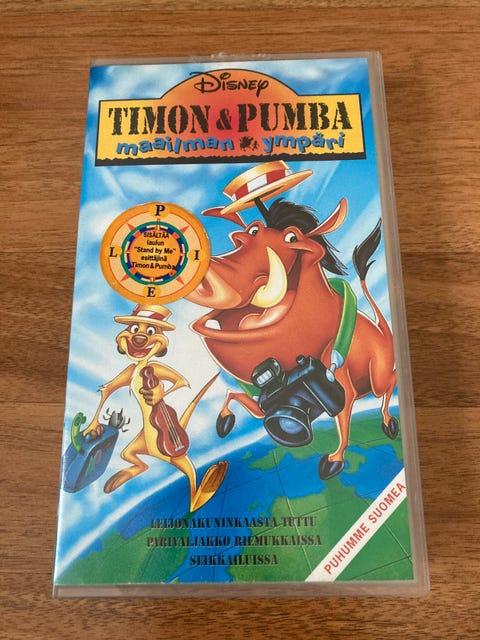 Disney
TIMON & PUMBA
maailman ympäri
P
L
I
E
SISÄLTÄÄ
laulun
"Stand by Me"
esittäjinä
Timon & Pumba
LEIJONAKUNINKAASTA TUTTU
PARIVALJAKKO RIEMUKKAISSA
SEIKKAILUISSA
PUHUMME SUOMEA